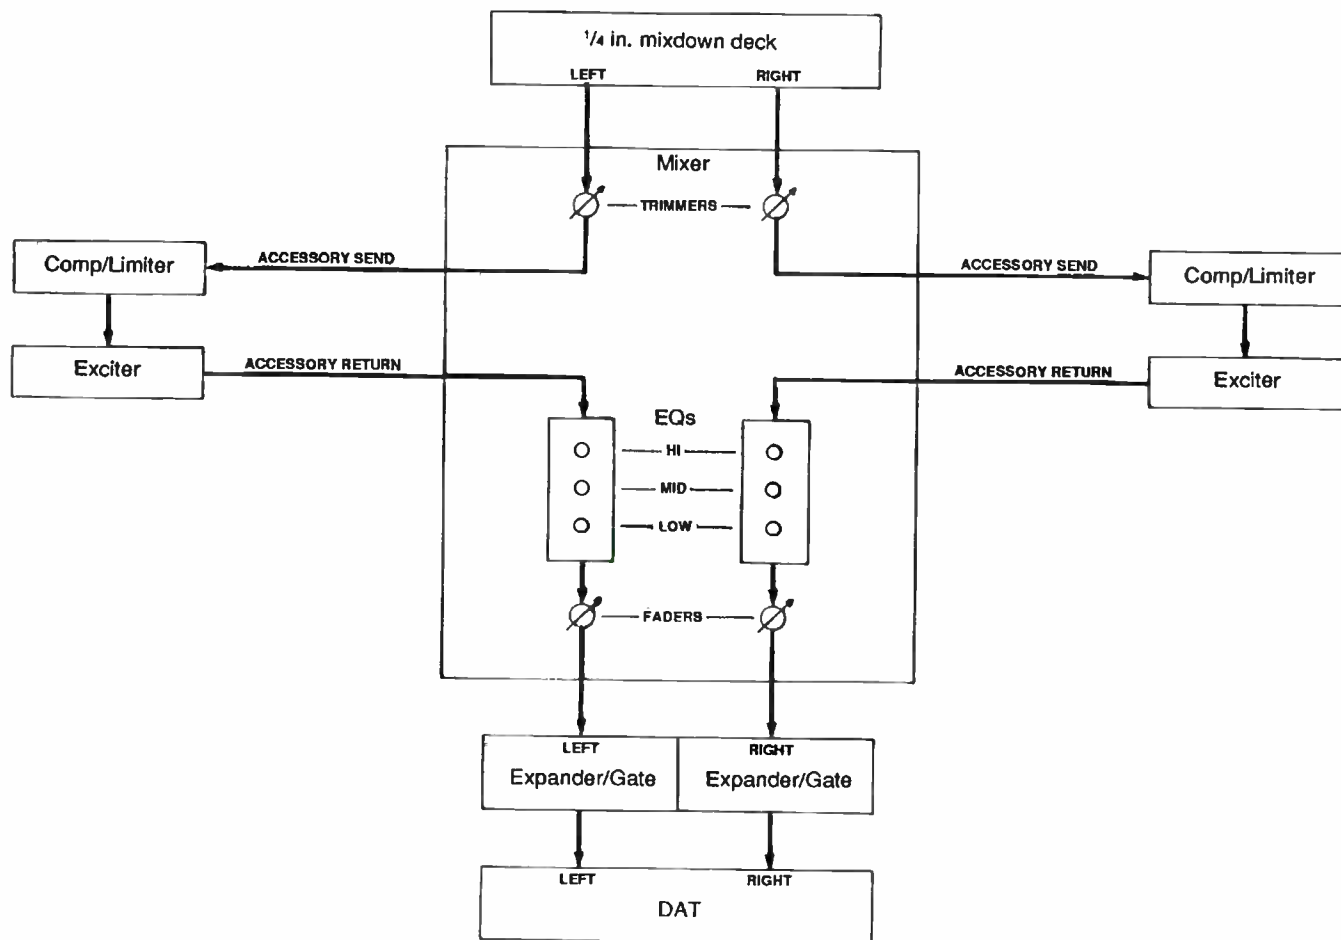 1/4 in. mixdown deck
LEFT RIGHT
Mixer
TRIMMERS
ACCESSORY SEND
ACCESSORY SEND
Comp/Limiter
Comp/Limiter
ACCESSORY RETURN
ACCESSORY RETURN
Exciter
Exciter
EQs
HI
MID
LOW
FADERS
LEFT RIGHT
Expander/Gate Expander/Gate
LEFT RIGHT
DAT